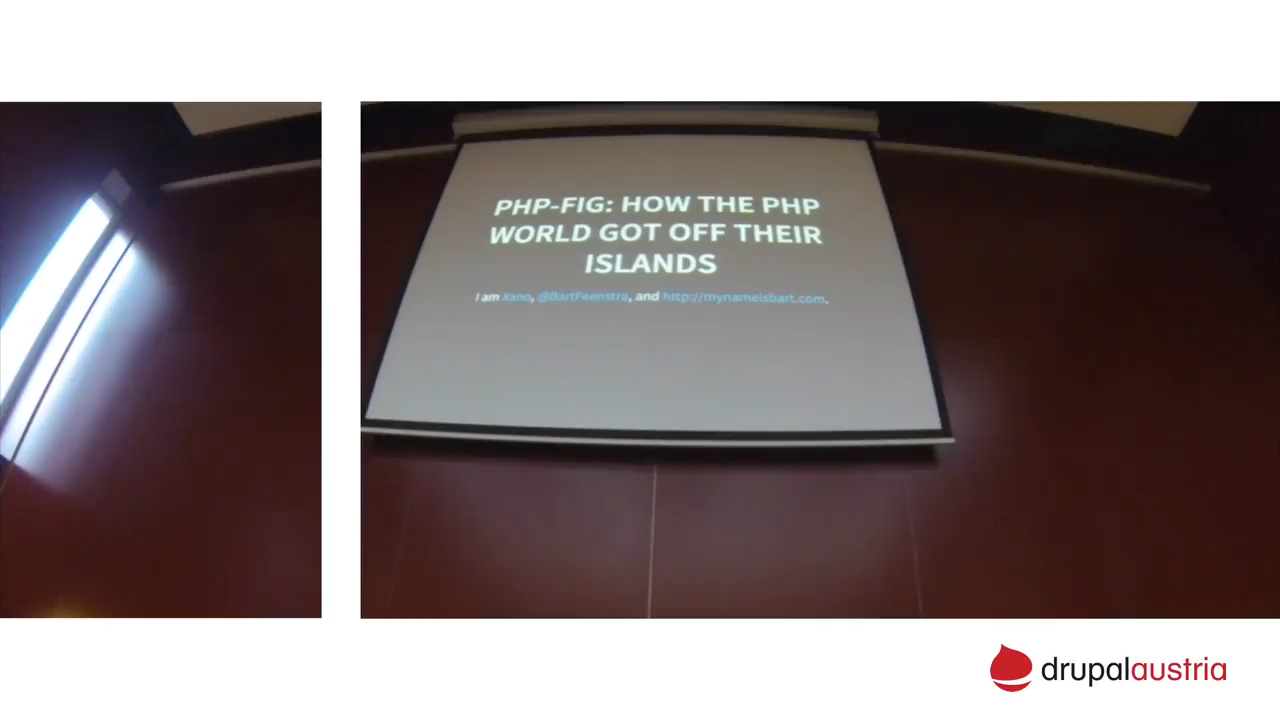 PHP-FIG: HOW THE PHP
WORLD GOT OFF THEIR
ISLANDS
I am Xano, @BartFeenstra, and http://mynameisbart.com.
drupalaustria